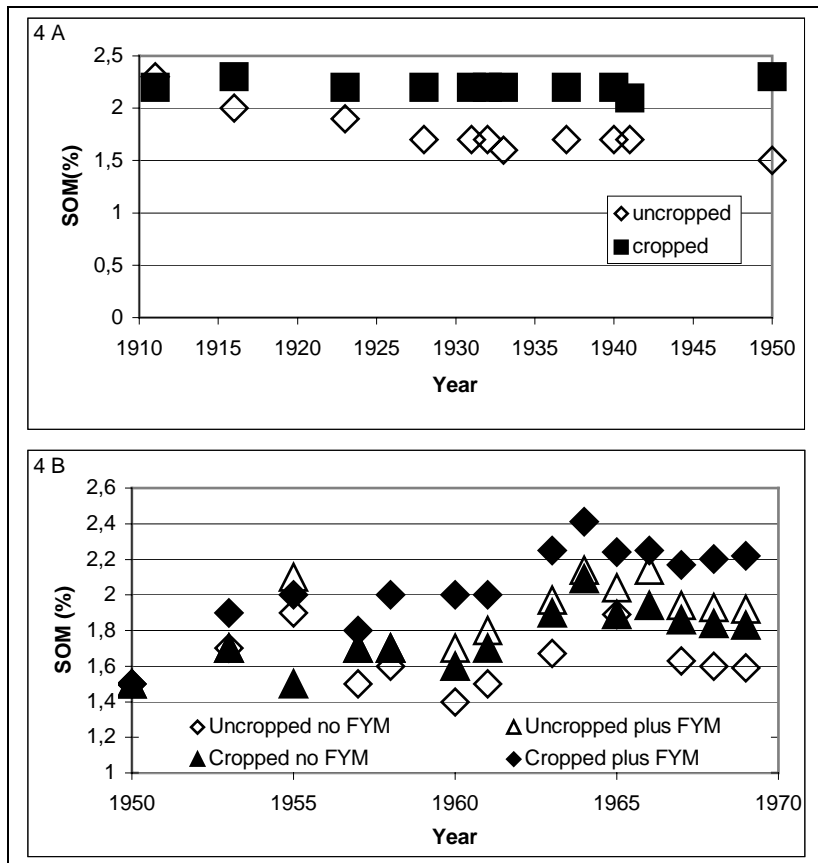 4 A
SOM(%)
2,5
2
1,5
1
0,5
0
uncropped
cropped
1910 1915 1920 1925 1930 1935 1940 1945 1950
Year
4 B
SOM (%)
2,6
2,4
2,2
2
1,8
1,6
1,4
1,2
1
Uncropped no FYM Uncropped plus FYM
Cropped no FYM Cropped plus FYM
1950 1955 1960 1965 1970
Year